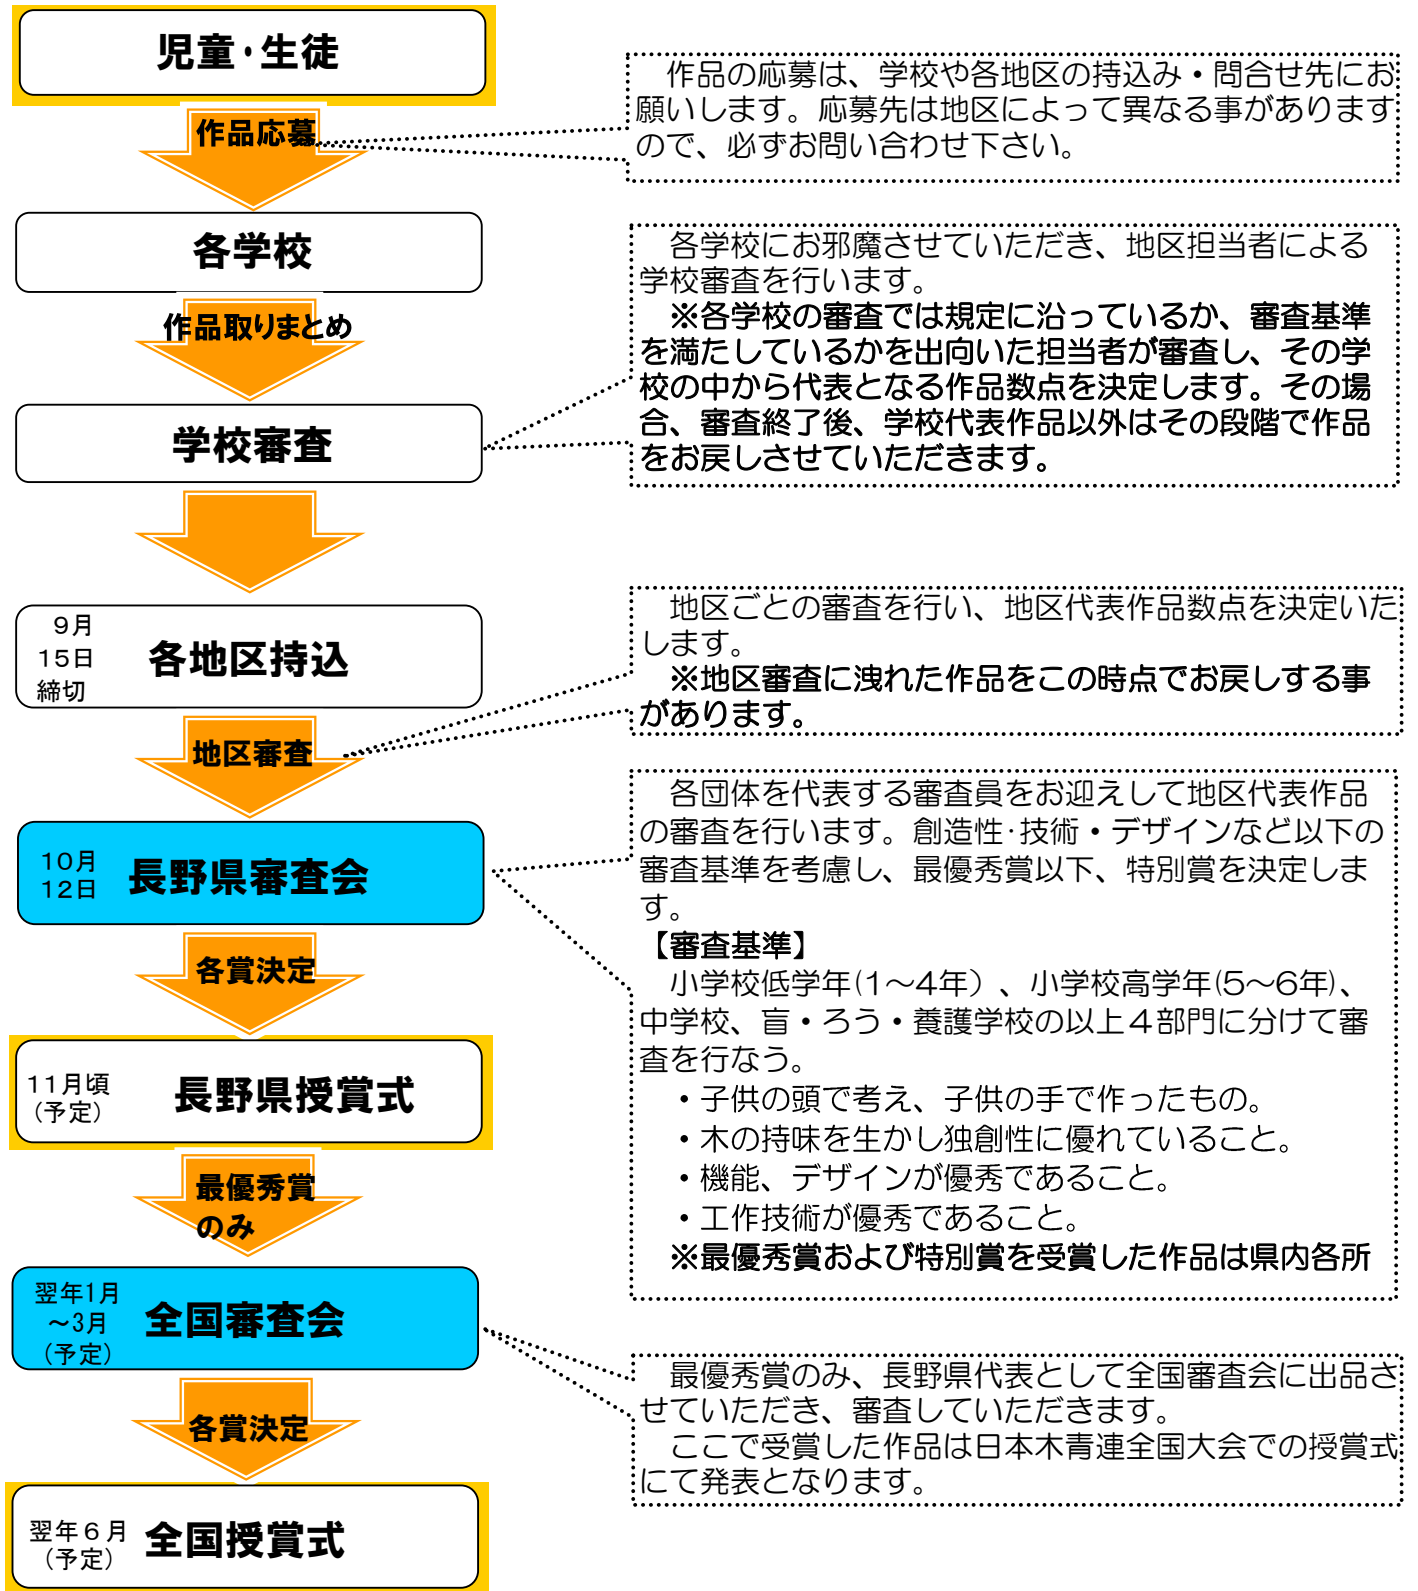 児童・生徒
作品応募
作品の応募は、学校や各地区の持込み・問合せ先にお
願いします。応募先は地区によって異なる事があります
ので、必ずお問い合わせ下さい。
各学校
作品取りまとめ
学校審査
各学校にお邪魔させていただき、地区担当者による
学校審査を行います。
※各学校の審査では規定に沿っているか、審査基準
を満たしているかを出向いた担当者が審査し、その学
校の中から代表となる作品数点を決定します。その場
合、審査終了後、学校代表作品以外はその段階で作品
をお戻しさせていただきます。
9月
15日
締切
各地区持込
地区審査
地区ごとの審査を行い、地区代表作品数点を決定いた
します。
※地区審査に洩れた作品をこの時点でお戻しする事
があります。
10月
12日
長野県審査会
各賞決定
各団体を代表する審査員をお迎えして地区代表作品
の審査を行います。創造性・技術・デザインなど以下の
審査基準を考慮し、最優秀賞以下、特別賞を決定しま
す。
【審査基準】
小学校低学年(1～4年）、小学校高学年(5～6年)、
中学校、盲・ろう・養護学校の以上４部門に分けて審
査を行なう。
・子供の頭で考え、子供の手で作ったもの。
・木の持味を生かし独創性に優れていること。
・機能、デザインが優秀であること。
・工作技術が優秀であること。
※最優秀賞および特別賞を受賞した作品は県内各所
11月頃
(予定)
長野県授賞式
最優秀賞
のみ
翌年1月
～3月
(予定)
全国審査会
各賞決定
最優秀賞のみ、長野県代表として全国審査会に出品さ
せていただき、審査していただきます。
ここで受賞した作品は日本木青連全国大会での授賞式
にて発表となります。
翌年６月
(予定)
全国授賞式